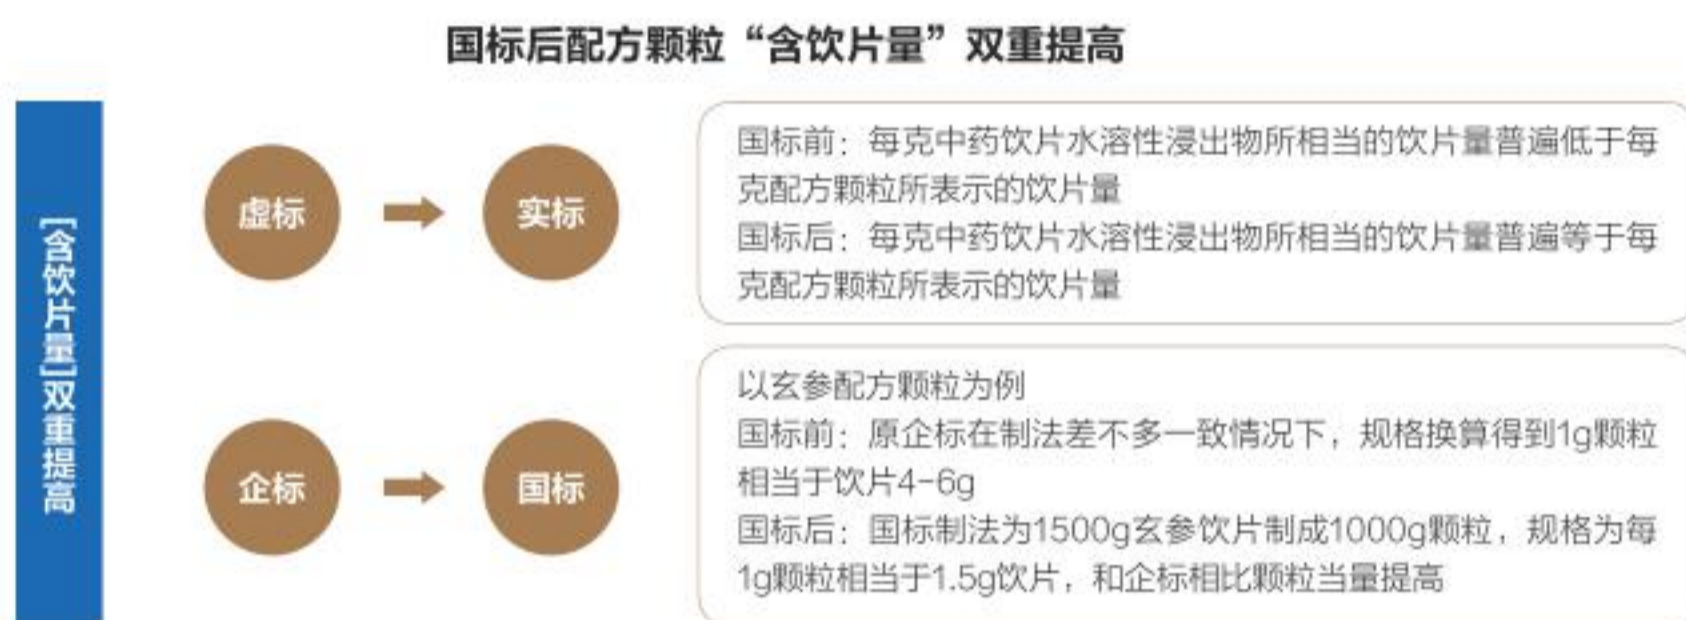 国标后配方颗粒“含饮片量”双重提高
[含饮片量]双重提高
虚标
实标
国标前：每克中药饮片水溶性浸出物所相当的饮片量普遍低于每
克配方颗粒所表示的饮片量
国标后：每克中药饮片水溶性浸出物所相当的饮片量普遍等于每
克配方颗粒所表示的饮片量
企标
国标
以玄参配方颗粒为例
国标前：原企标在制法差不多一致情况下，规格换算得到1g颗粒
相当于饮片4-6g
国标后：国标制法为1500g玄参饮片制成1000g颗粒，规格为每
1g颗粒相当于1.5g饮片，和企标相比颗粒当量提高